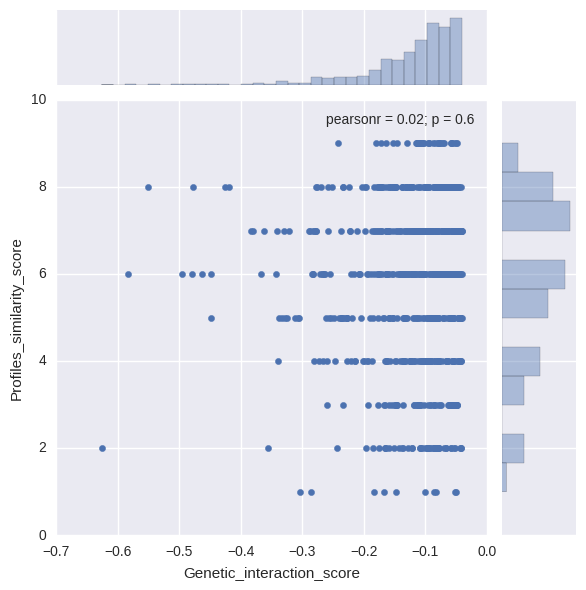 10
pearsonr = 0.02; p = 0.6
8
6
4
2
0
Profiles_similarity_score
−0.7 −0.6 −0.5 −0.4 −0.3 −0.2 −0.1 0.0
Genetic_interaction_score